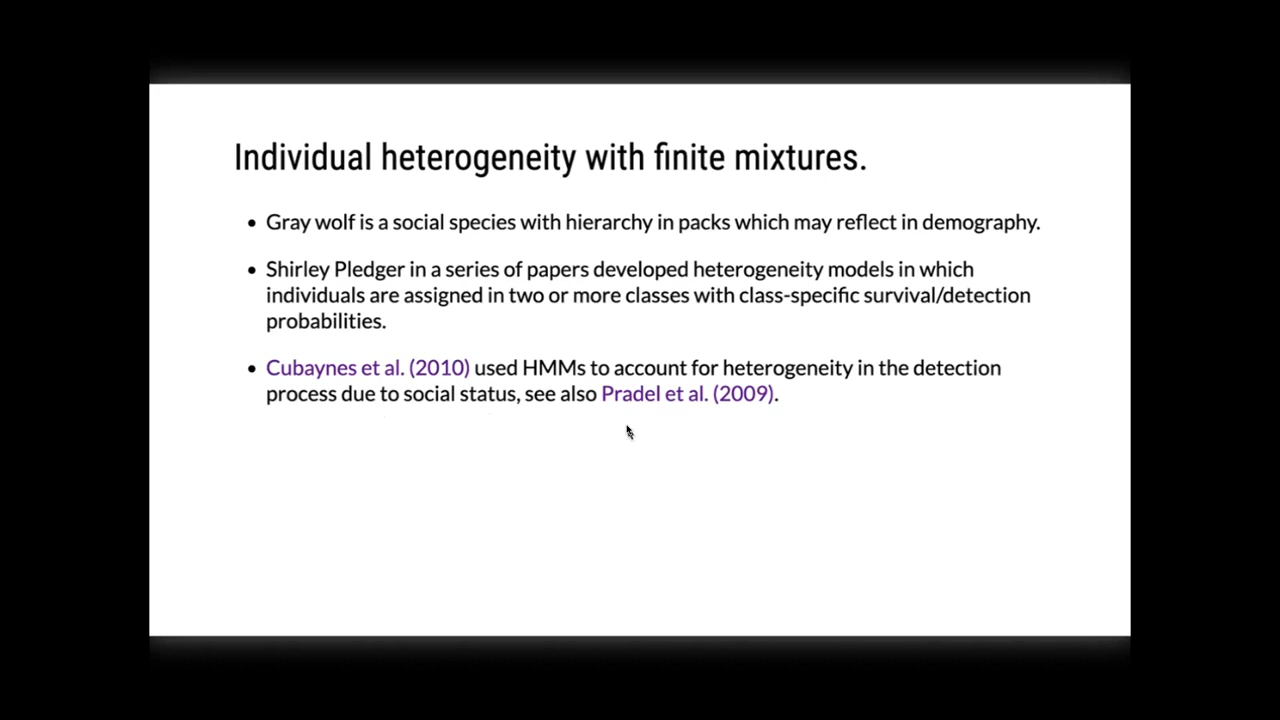 Individual heterogeneity with finite mixtures.
• Gray wolf is a social species with hierarchy in packs which may reflect in demography.
• Shirley Pledger in a series of papers developed heterogeneity models in which
individuals are assigned in two or more classes with class-specific survival/detection
probabilities.
• Cubaynes et al. (2010) used HMMs to account for heterogeneity in the detection
process due to social status, see also Pradel et al. (2009).